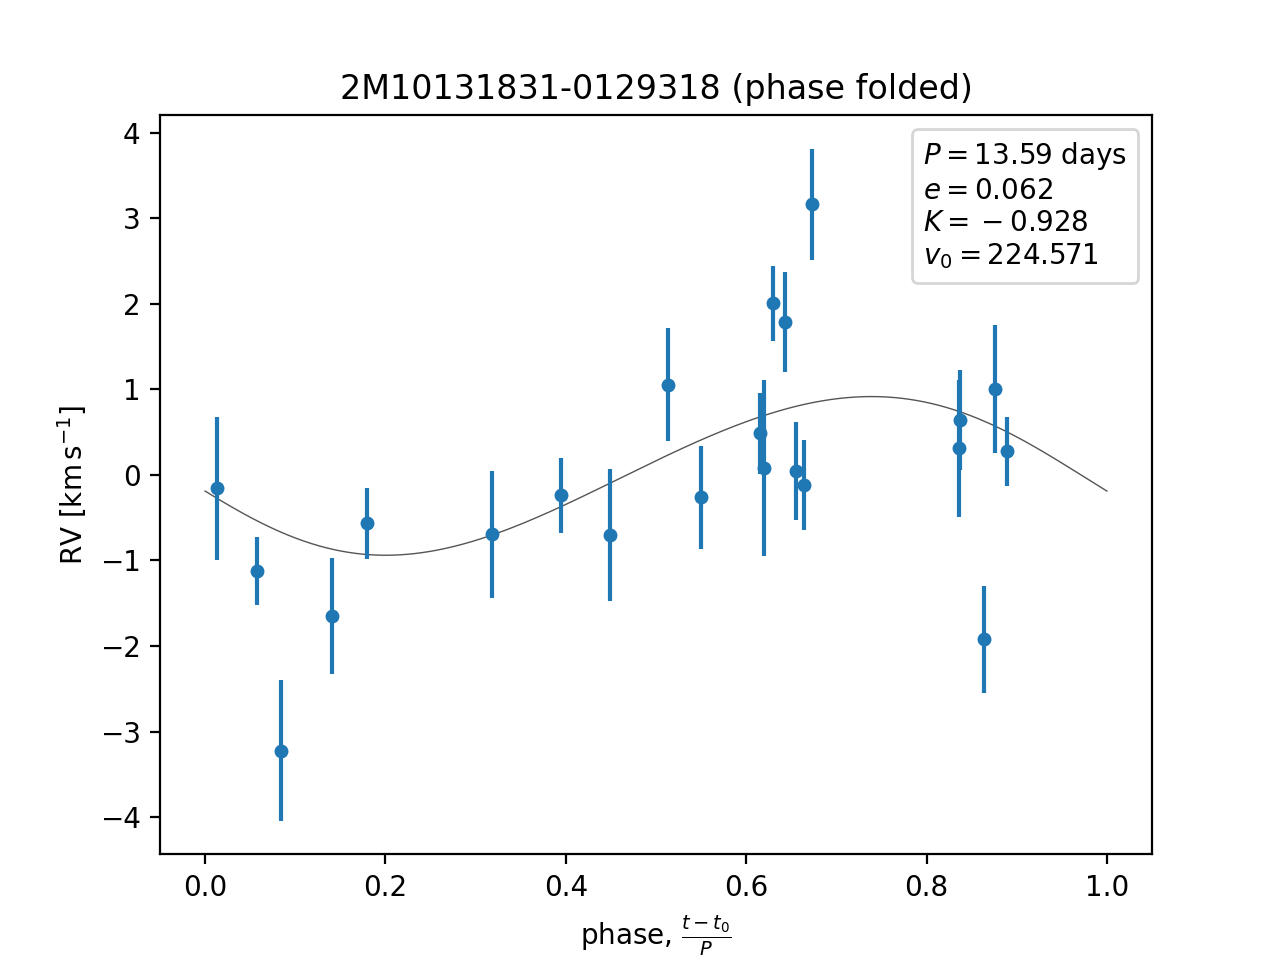 2M10131831-0129318 (phase folded)
P = 13.59 days
e = 0.062
K = −0.928
v₀ = 224.571
RV [km s⁻¹]
4
3
2
1
0
−1
−2
−3
−4
0.0 0.2 0.4 0.6 0.8 1.0
phase, (t − t₀)/P